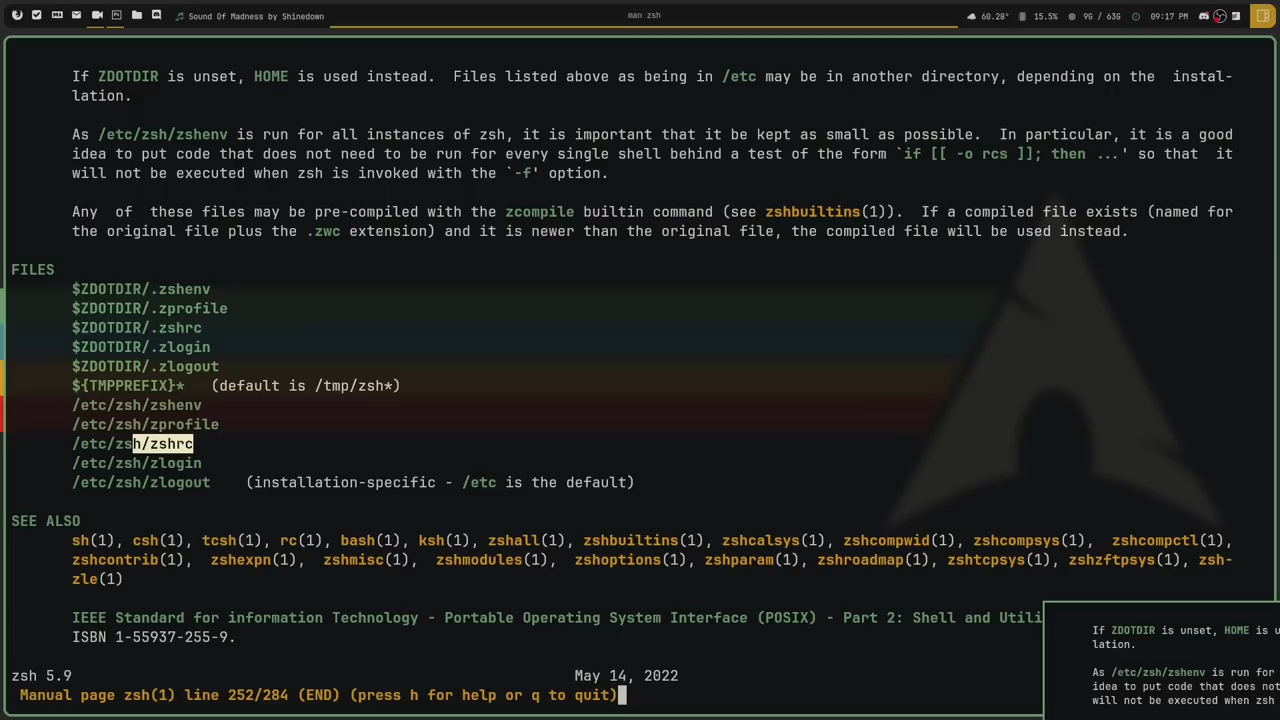 Sound Of Madness by Shinedown
man zsh
60.28° 15.5% 9G / 63G 09:17 PM
If ZDOTDIR is unset, HOME is used instead.  Files listed above as being in /etc may be in another directory, depending on the  instal-
lation.
As /etc/zsh/zshenv is run for all instances of zsh, it is important that it be kept as small as possible.  In particular, it is a good
idea to put code that does not need to be run for every single shell behind a test of the form `if [[ -o rcs ]]; then ...' so that  it
will not be executed when zsh is invoked with the `-f' option.
Any  of  these files may be pre-compiled with the zcompile builtin command (see zshbuiltins(1)).  If a compiled file exists (named for
the original file plus the .zwc extension) and it is newer than the original file, the compiled file will be used instead.
FILES
$ZDOTDIR/.zshenv
$ZDOTDIR/.zprofile
$ZDOTDIR/.zshrc
$ZDOTDIR/.zlogin
$ZDOTDIR/.zlogout
${TMPPREFIX}*   (default is /tmp/zsh*)
/etc/zsh/zshenv
/etc/zsh/zprofile
/etc/zsh/zshrc
/etc/zsh/zlogin
/etc/zsh/zlogout    (installation-specific - /etc is the default)
SEE ALSO
sh(1), csh(1), tcsh(1), rc(1), bash(1), ksh(1), zshall(1), zshbuiltins(1), zshcalsys(1), zshcompwid(1), zshcompsys(1),  zshcompctl(1),
zshcontrib(1),  zshexpn(1),  zshmisc(1),  zshmodules(1),  zshoptions(1), zshparam(1), zshroadmap(1), zshtcpsys(1), zshzftpsys(1), zsh-
zle(1)
IEEE Standard for information Technology - Portable Operating System Interface (POSIX) - Part 2: Shell and Utili
ISBN 1-55937-255-9.
zsh 5.9 May 14, 2022
Manual page zsh(1) line 252/284 (END) (press h for help or q to quit)
If ZDOTDIR is unset, HOME is u
lation.
As /etc/zsh/zshenv is run for
idea to put code that does not
will not be executed when zsh